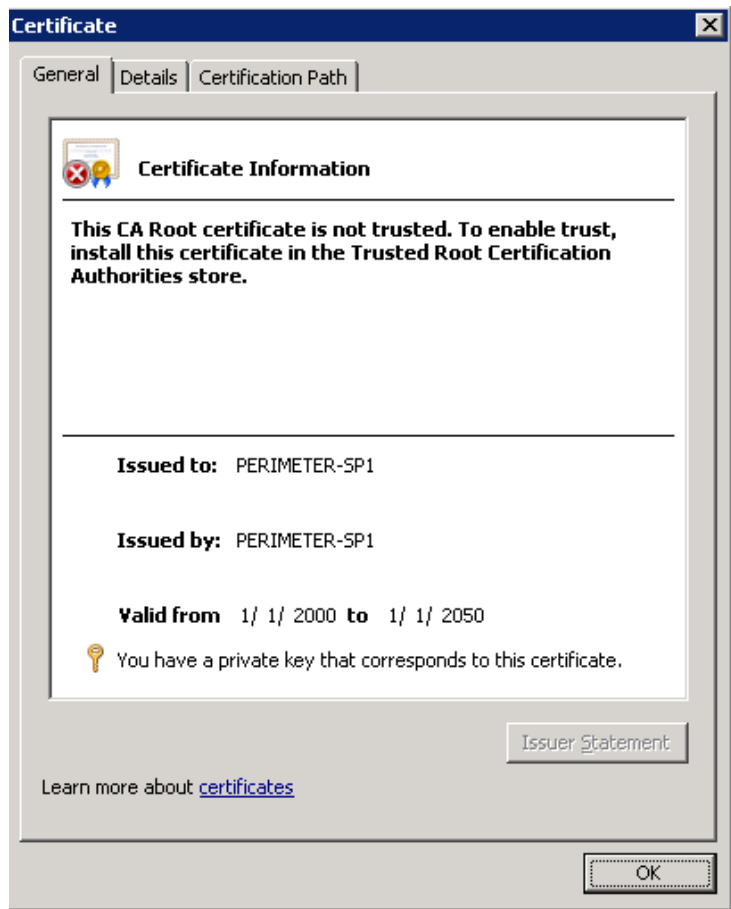 Certificate
General Details Certification Path
Certificate Information
This CA Root certificate is not trusted. To enable trust,
install this certificate in the Trusted Root Certification
Authorities store.
Issued to: PERIMETER-SP1
Issued by: PERIMETER-SP1
Valid from 1/ 1/ 2000 to 1/ 1/ 2050
You have a private key that corresponds to this certificate.
Issuer Statement
Learn more about certificates
OK